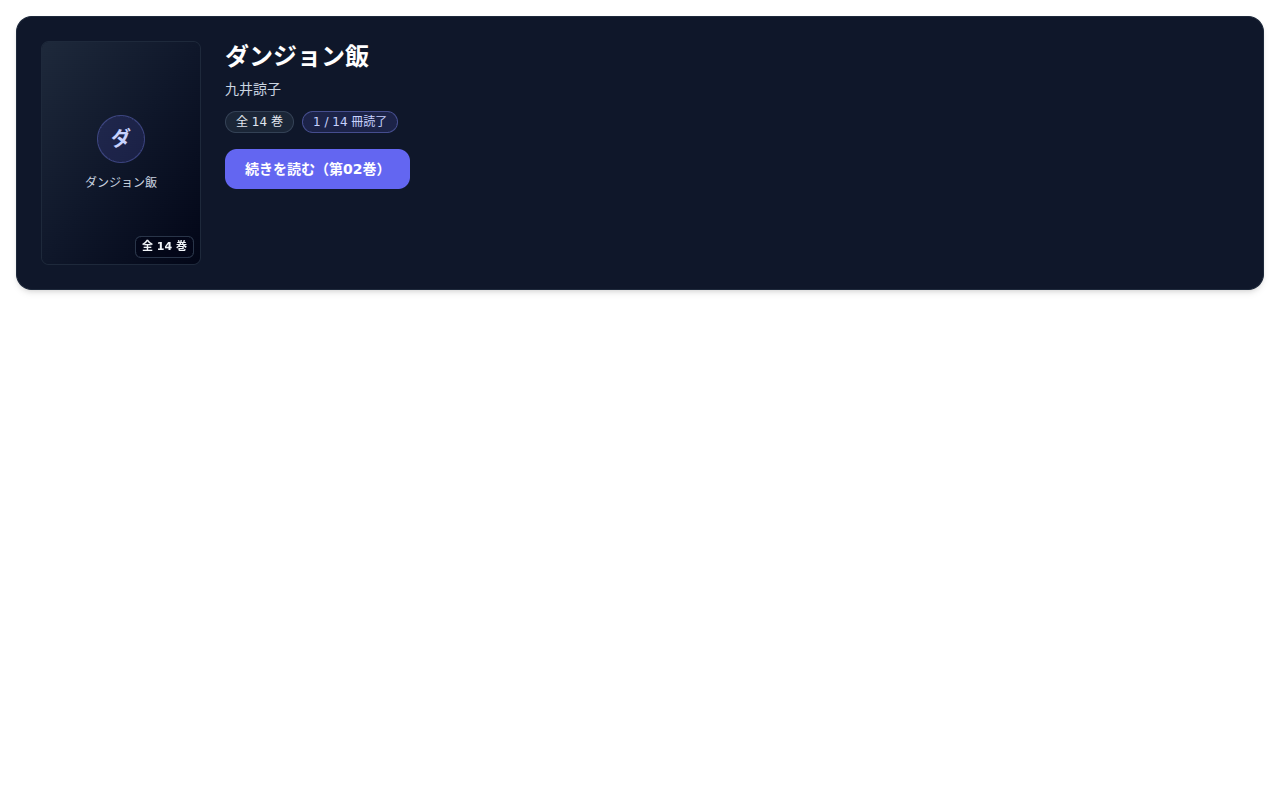 ダ
ダンジョン飯
全 14 巻
ダンジョン飯
九井諒子
全 14 巻
1 / 14 冊読了
続きを読む（第02巻）